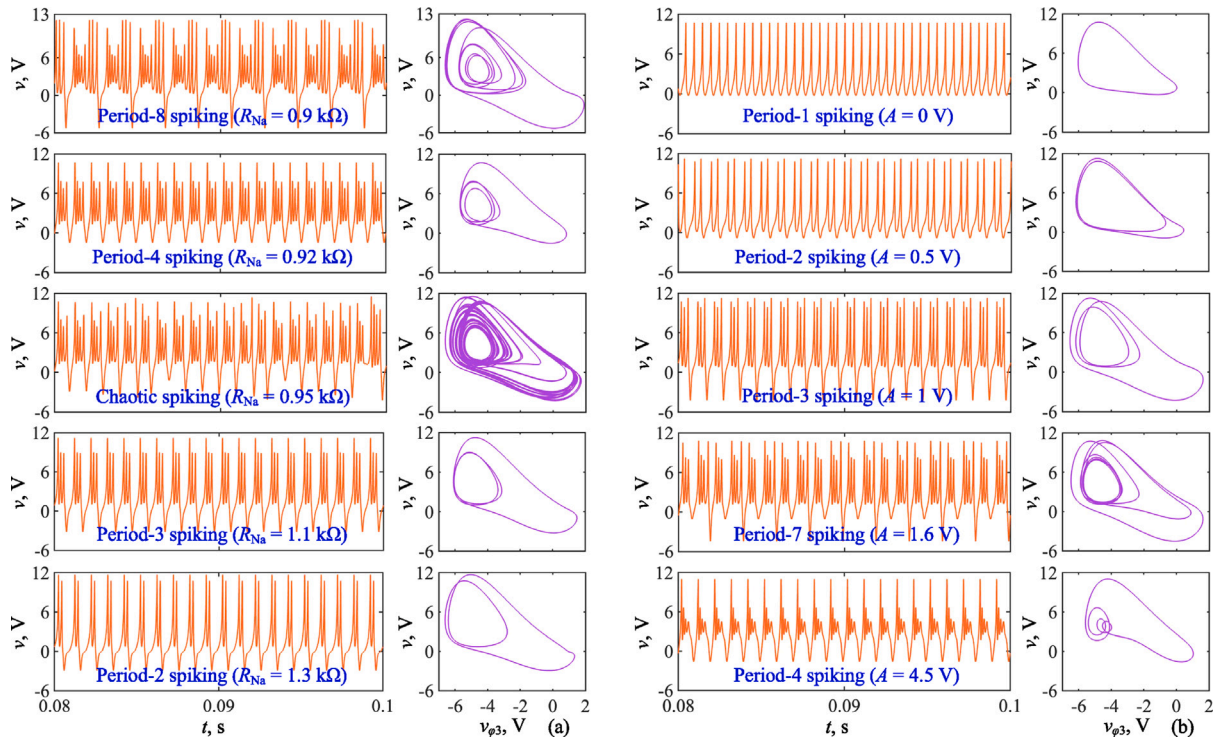 v, V
13
6
0
-6
Period-8 spiking (R_Na = 0.9 kΩ)
13
6
0
-6
v, V
12
6
0
-6
Period-4 spiking (R_Na = 0.92 kΩ)
12
6
0
-6
v, V
12
6
0
-6
Chaotic spiking (R_Na = 0.95 kΩ)
12
6
0
-6
v, V
12
6
0
-6
Period-3 spiking (R_Na = 1.1 kΩ)
12
6
0
-6
v, V
12
6
0
-6
Period-2 spiking (R_Na = 1.3 kΩ)
12
6
0
-6
0.08 0.09 0.1
t, s
-6 -4 -2 0 2
v_φ3, V (a)
v, V
12
6
0
-6
Period-1 spiking (A = 0 V)
12
6
0
-6
v, V
12
6
0
-6
Period-2 spiking (A = 0.5 V)
12
6
0
-6
v, V
12
6
0
-6
Period-3 spiking (A = 1 V)
12
6
0
-6
v, V
12
6
0
-6
Period-7 spiking (A = 1.6 V)
12
6
0
-6
v, V
12
6
0
-6
Period-4 spiking (A = 4.5 V)
12
6
0
-6
0.08 0.09 0.1
t, s
-6 -4 -2 0 2
v_φ3, V (b)